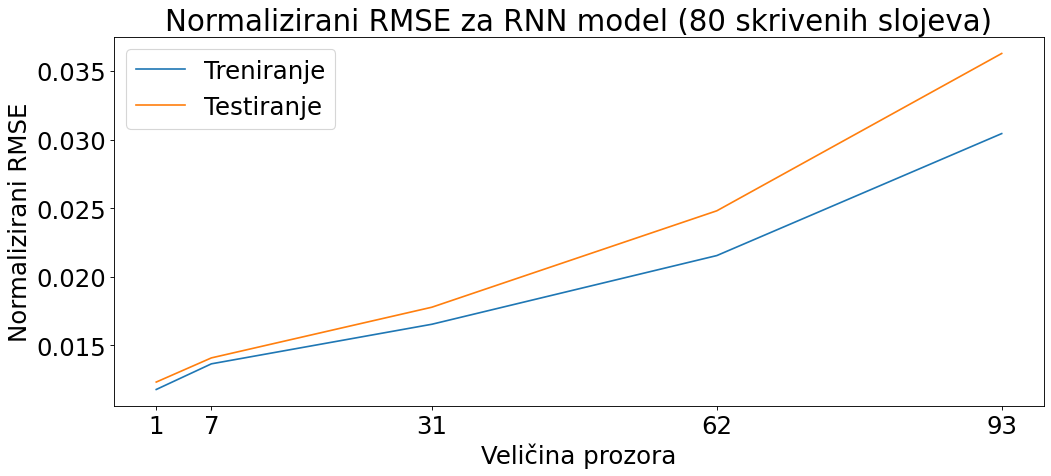 Normalizirani RMSE za RNN model (80 skrivenih slojeva)
Treniranje
Testiranje
Normalizirani RMSE
0.035
0.030
0.025
0.020
0.015
1 7 31 62 93
Veličina prozora